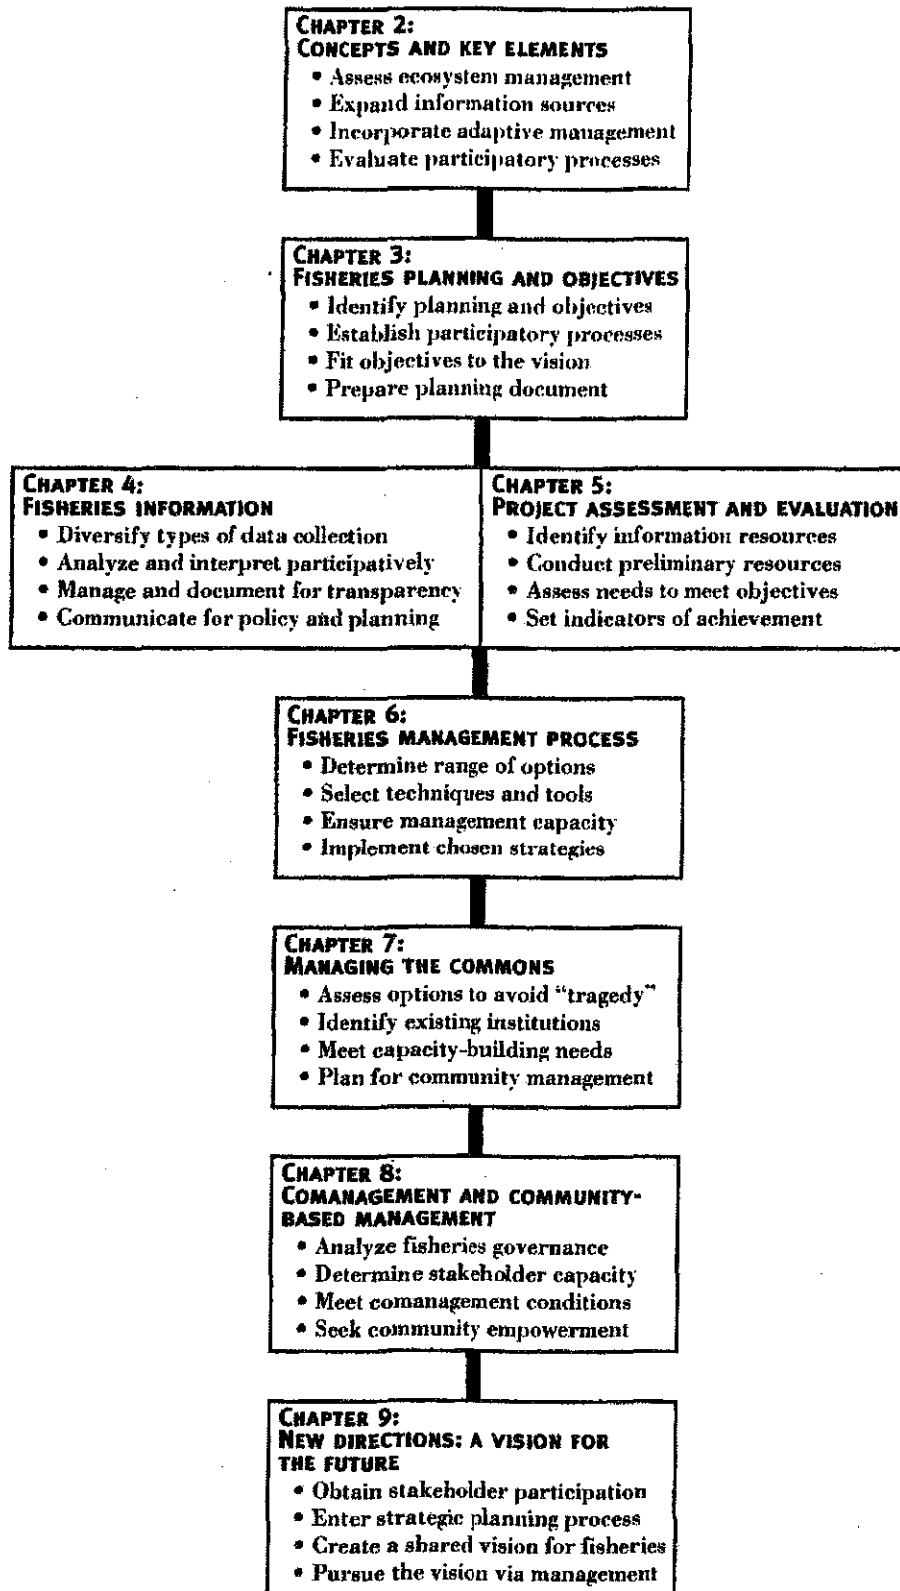 CHAPTER 2:
CONCEPTS AND KEY ELEMENTS
• Assess ecosystem management
• Expand information sources
• Incorporate adaptive management
• Evaluate participatory processes
CHAPTER 3:
FISHERIES PLANNING AND OBJECTIVES
• Identify planning and objectives
• Establish participatory processes
• Fit objectives to the vision
• Prepare planning document
CHAPTER 4:
FISHERIES INFORMATION
• Diversify types of data collection
• Analyze and interpret participatively
• Manage and document for transparency
• Communicate for policy and planning
CHAPTER 5:
PROJECT ASSESSMENT AND EVALUATION
• Identify information resources
• Conduct preliminary resources
• Assess needs to meet objectives
• Set indicators of achievement
CHAPTER 6:
FISHERIES MANAGEMENT PROCESS
• Determine range of options
• Select techniques and tools
• Ensure management capacity
• Implement chosen strategies
CHAPTER 7:
MANAGING THE COMMONS
• Assess options to avoid “tragedy”
• Identify existing institutions
• Meet capacity-building needs
• Plan for community management
CHAPTER 8:
COMANAGEMENT AND COMMUNITY-
BASED MANAGEMENT
• Analyze fisheries governance
• Determine stakeholder capacity
• Meet comanagement conditions
• Seek community empowerment
CHAPTER 9:
NEW DIRECTIONS: A VISION FOR
THE FUTURE
• Obtain stakeholder participation
• Enter strategic planning process
• Create a shared vision for fisheries
• Pursue the vision via management